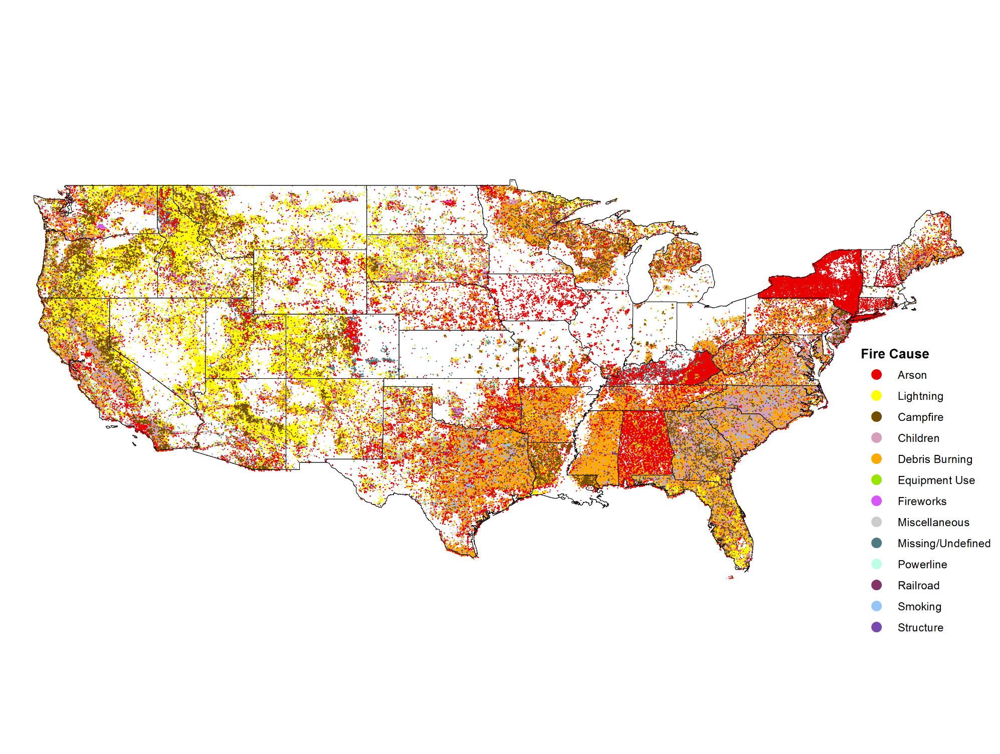 Fire Cause
Arson
Lightning
Campfire
Children
Debris Burning
Equipment Use
Fireworks
Miscellaneous
Missing/Undefined
Powerline
Railroad
Smoking
Structure